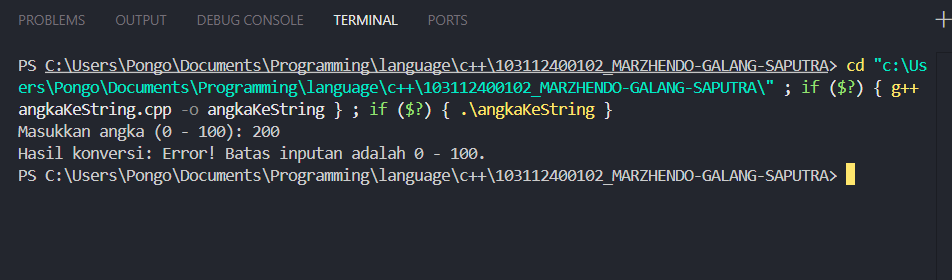 PROBLEMS OUTPUT DEBUG CONSOLE TERMINAL PORTS
PS C:\Users\Pongo\Documents\Programming\language\c++\103112400102_MARZHENDO-GALANG-SAPUTRA> cd "c:\Us
ers\Pongo\Documents\Programming\language\c++\103112400102_MARZHENDO-GALANG-SAPUTRA\" ; if ($?) { g++
angkaKeString.cpp -o angkaKeString } ; if ($?) { .\angkaKeString }
Masukkan angka (0 - 100): 200
Hasil konversi: Error! Batas inputan adalah 0 - 100.
PS C:\Users\Pongo\Documents\Programming\language\c++\103112400102_MARZHENDO-GALANG-SAPUTRA>